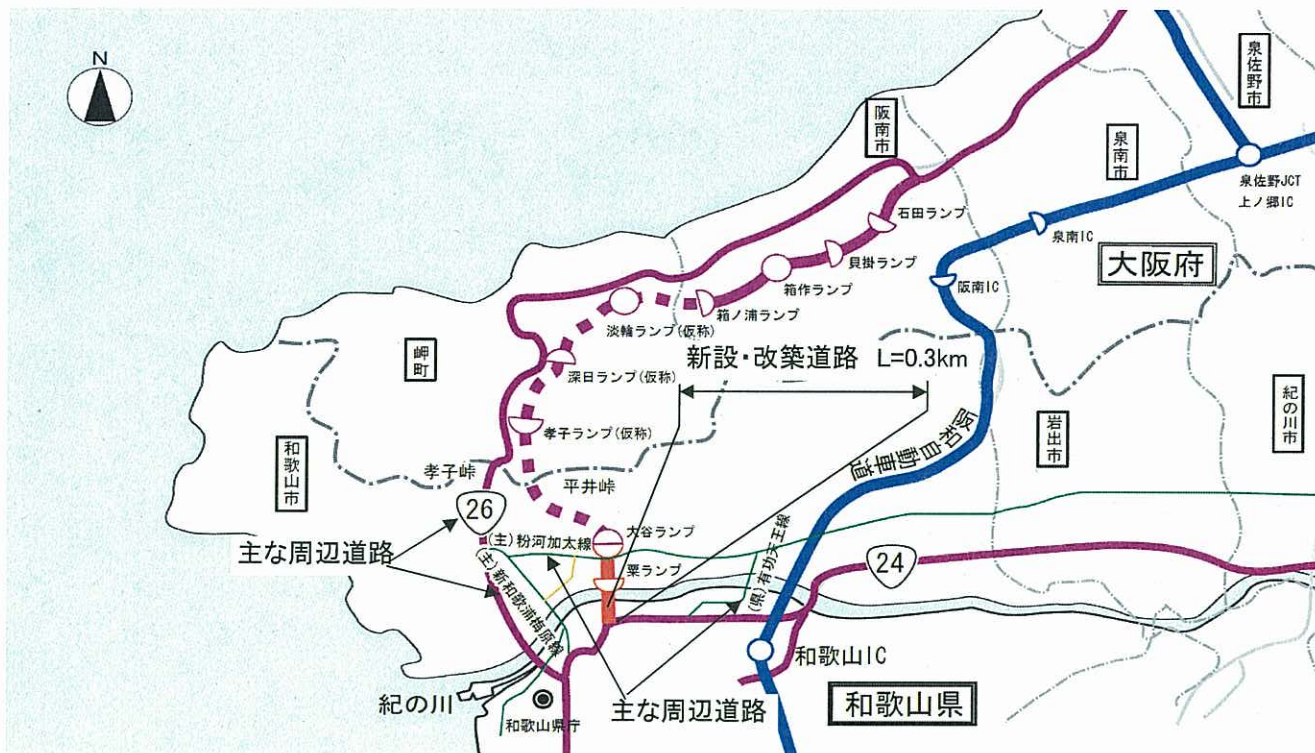 N
泉佐野市
阪南市
泉南市
泉佐野JCT
上ノ郷IC
石田ランプ
泉南IC
貝掛ランプ
大阪府
箱作ランプ
阪南IC
箱ノ浦ランプ
淡輪ランプ(仮称)
新設・改築道路 L=0.3km
岬町
深日ランプ(仮称)
紀の川市
岩出市
孝子ランプ(仮称)
阪和自動車道
和歌山市
孝子峠
平井峠
26
大谷ランプ
(主)粉河加太線
主な周辺道路
栗ランプ
24
(県)有功天王線
(主)新和歌浦梅原線
和歌山IC
紀の川
和歌山県庁
主な周辺道路
和歌山県